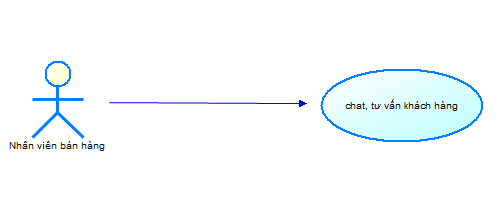 chat, tư vấn khách hàng
Nhân viên bán hàng